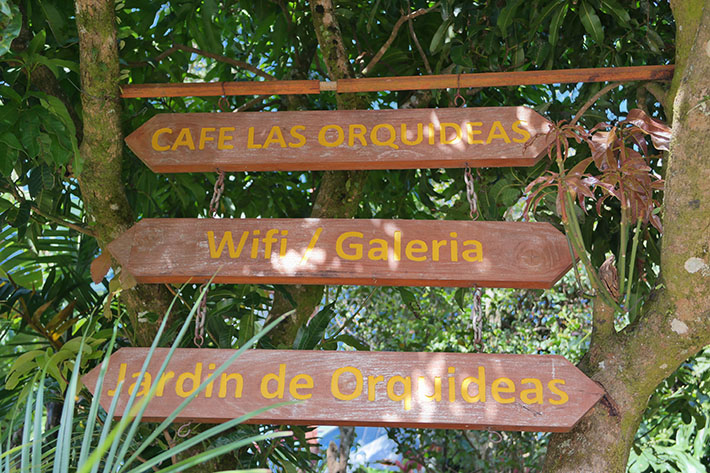 CAFE LAS ORQUIDEAS
Wifi / Galeria
Jardin de Orquideas